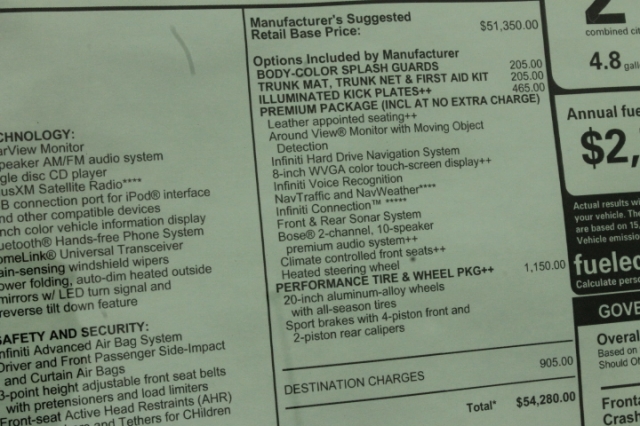 CHNOLOGY:
arView Monitor
peaker AM/FM audio system
gle disc CD player
usXM Satellite Radio****
B connection port for iPod® interface
nd other compatible devices
nch color vehicle information display
uetooth® Hands-free Phone System
omeLink® Universal Transceiver
ain-sensing windshield wipers
ower folding, auto-dim heated outside
mirrors w/ LED turn signal and
reverse tilt down feature
SAFETY AND SECURITY:
nfiniti Advanced Air Bag System
Driver and Front Passenger Side-Impact
and Curtain Air Bags
3-point height adjustable front seat belts
with pretensioners and load limiters
Front-seat Active Head Restraints (AHR)
and Tethers for CHildren
Manufacturer's Suggested
Retail Base Price: $51,350.00
Options Included by Manufacturer
BODY-COLOR SPLASH GUARDS 205.00
TRUNK MAT, TRUNK NET & FIRST AID KIT 205.00
ILLUMINATED KICK PLATES++ 465.00
PREMIUM PACKAGE (INCL AT NO EXTRA CHARGE)
Leather appointed seating++
Around View® Monitor with Moving Object
Detection
Infiniti Hard Drive Navigation System
8-inch WVGA color touch-screen display++
Infiniti Voice Recognition
NavTraffic and NavWeather****
Infiniti Connection™ *****
Front & Rear Sonar System
Bose® 2-channel, 10-speaker
premium audio system++
Climate controlled front seats++
Heated steering wheel
PERFORMANCE TIRE & WHEEL PKG++ 1,150.00
20-inch aluminum-alloy wheels
with all-season tires
Sport brakes with 4-piston front and
2-piston rear calipers
DESTINATION CHARGES 905.00
Total* $54,280.00
2
combined cit
4.8 gall
Annual fue
$2,
Actual results wi
your vehicle. Th
are based on 15,
Vehicle emission
fueleco
Calculate perso
GOVE
Overal
Based on
Should O
Fronta
Crash